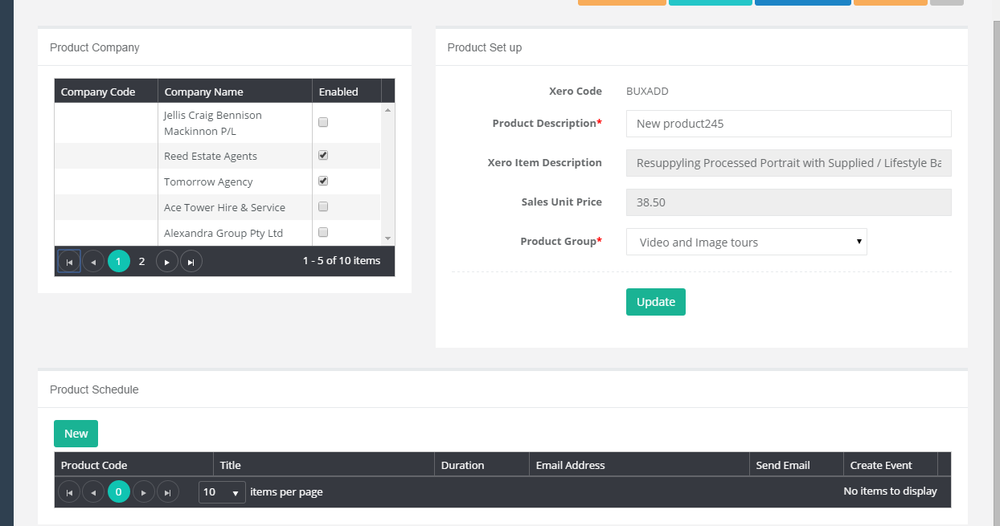 Product Company
Company Code Company Name Enabled
Jellis Craig Bennison
Mackinnon P/L
Reed Estate Agents
Tomorrow Agency
Ace Tower Hire & Service
Alexandra Group Pty Ltd
1 2 1 - 5 of 10 items
Product Set up
Xero Code BUXADD
Product Description* New product245
Xero Item Description Resuppyling Processed Portrait with Supplied / Lifestyle Ba
Sales Unit Price 38.50
Product Group* Video and Image tours
Update
Product Schedule
New
Product Code Title Duration Email Address Send Email Create Event
0 10 items per page No items to display